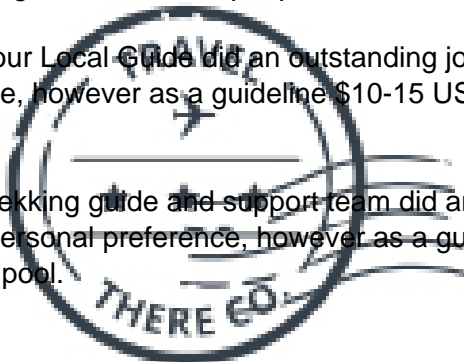 our Local Guide did an outstanding jo
e, however as a guideline $10-15 US
ekking guide and support team did a
ersonal preference, however as a gu
pool.
TRAVEL
THERE CO.